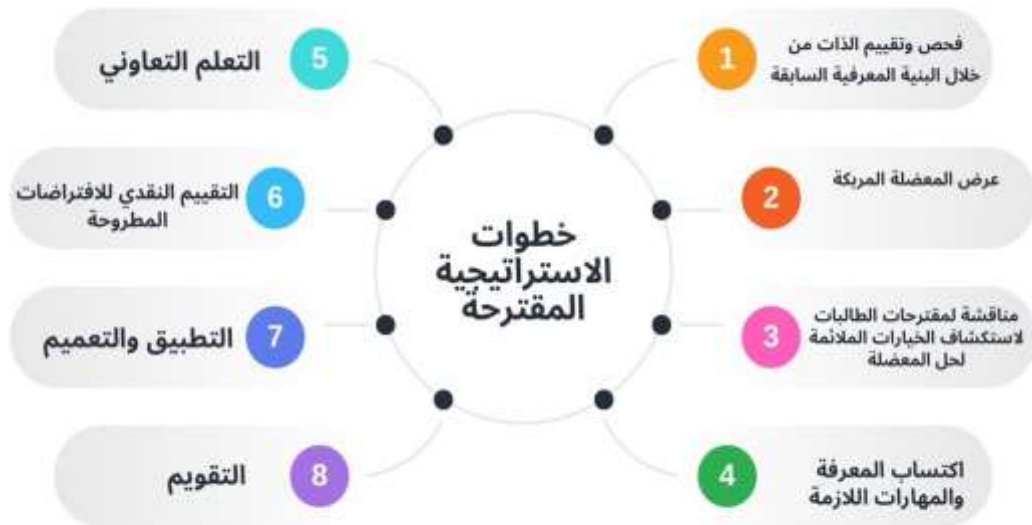 خطوات
الاستراتيجية
المقترحة
1
فحص وتقييم الذات من
خلال البنية المعرفية السابقة
2
عرض المعضلة المربكة
3
مناقشة لمقترحات الطالبات
لاستكشاف الخيارات الملائمة
لحل المعضلة
4
اكتساب المعرفة
والمهارات اللازمة
5
التعلم التعاوني
6
التقييم النقدي للافتراضات
المطروحة
7
التطبيق والتعميم
8
التقويم